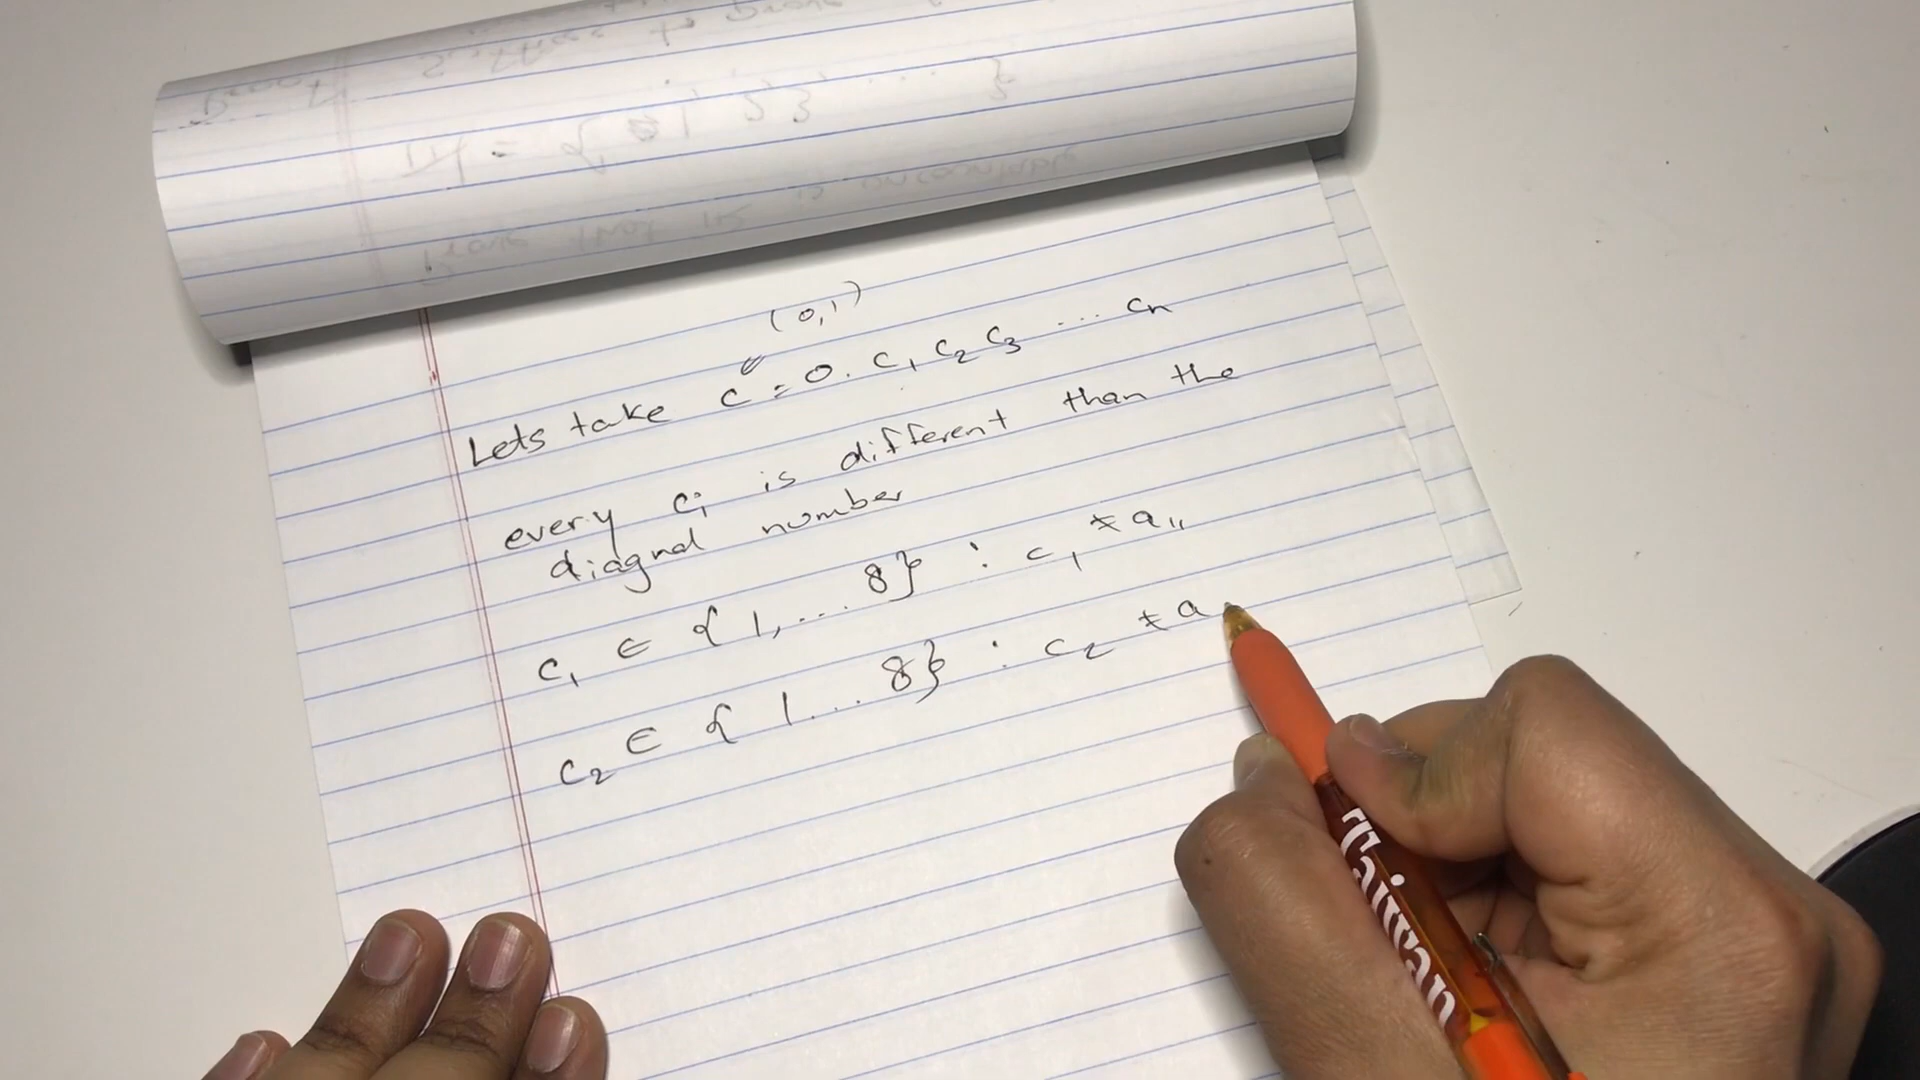 (0,1)
Lets take c = 0. c₁ c₂ c₃ ... cn
every ci is different than the
diagnal number
c₁ ∈ { 1, ... 8} : c₁ ≠ a₁₁
c₂ ∈ { 1 ... 8} : c₂ ≠ a
Taiwan